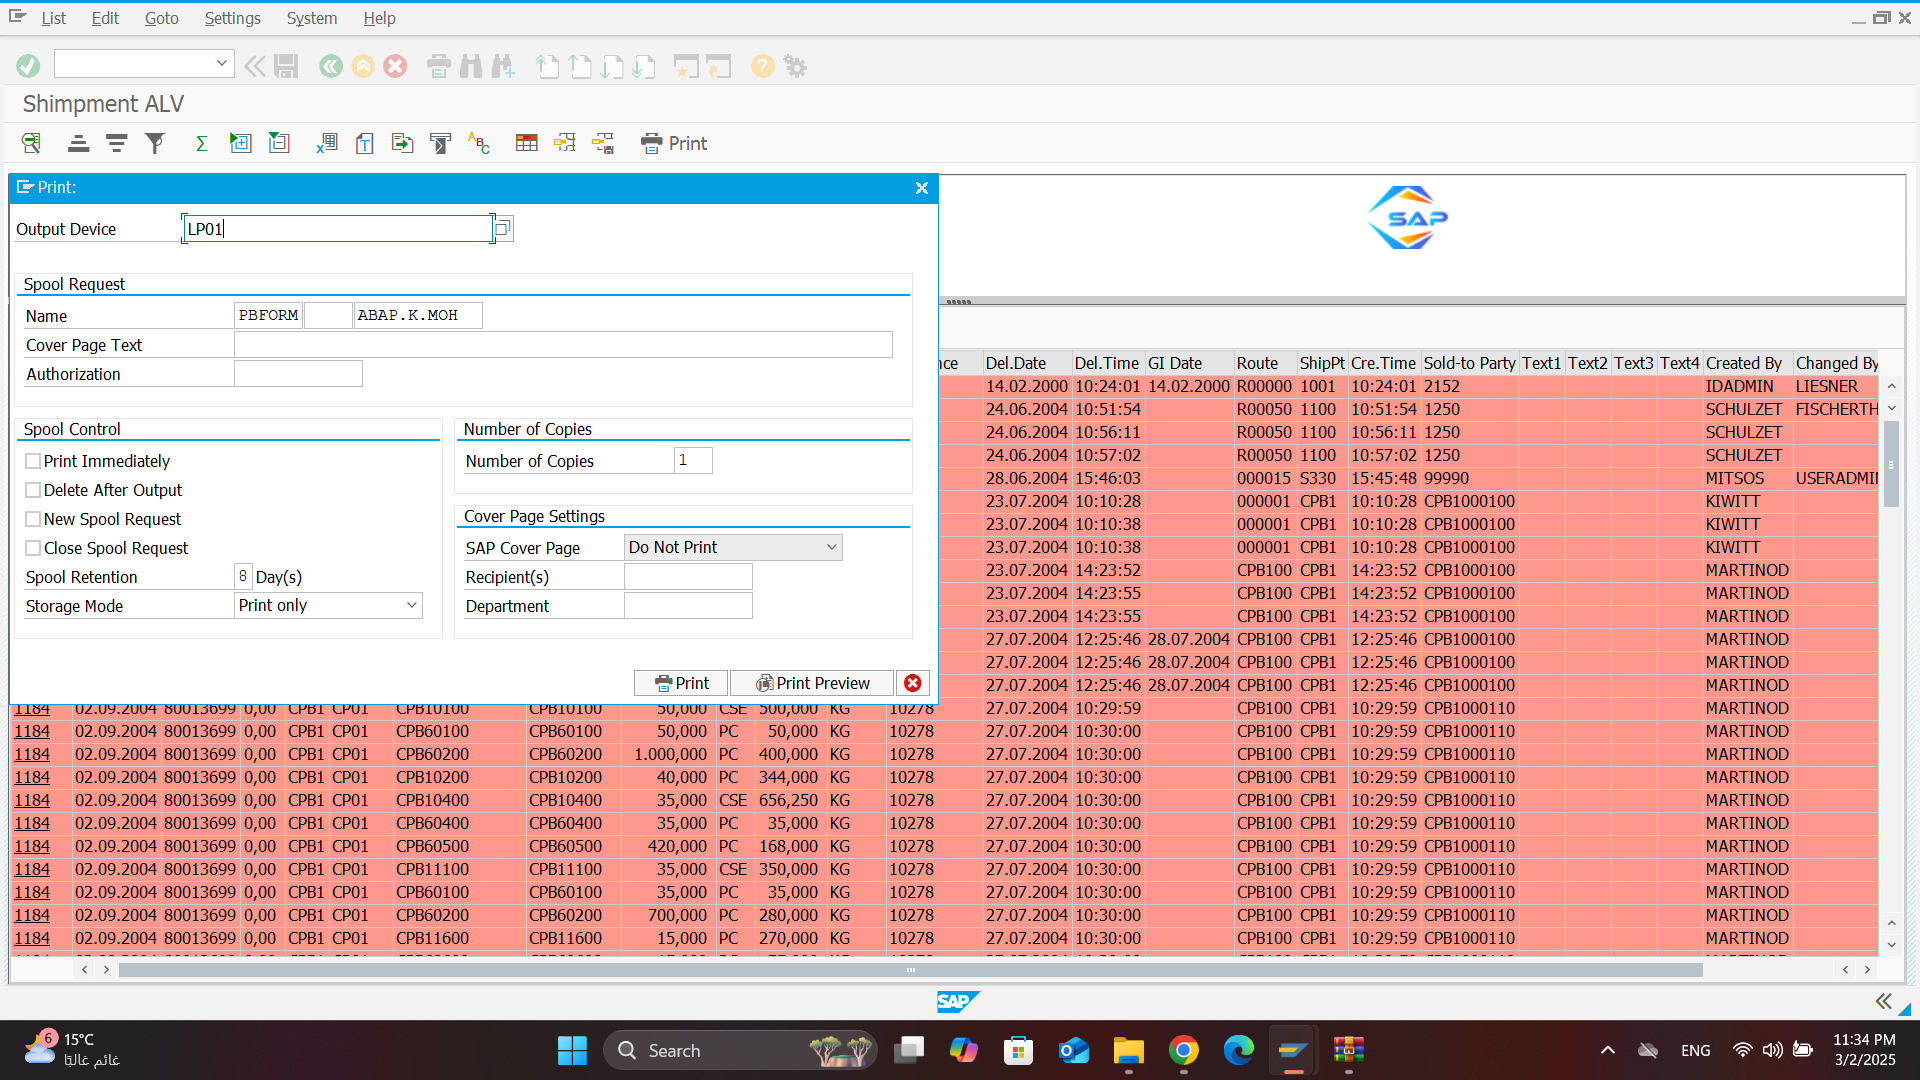 List Edit Goto Settings System Help
Shimpment ALV
Print
Print:
Output Device LP01
SAP
Spool Request
Name PBFORM ABAP.K.MOH
Cover Page Text
Authorization
Spool Control
Print Immediately
Delete After Output
New Spool Request
Close Spool Request
Spool Retention 8 Day(s)
Storage Mode Print only
Number of Copies
Number of Copies 1
Cover Page Settings
SAP Cover Page Do Not Print
Recipient(s)
Department
Print Print Preview
nce Del.Date Del.Time GI Date Route ShipPt Cre.Time Sold-to Party Text1 Text2 Text3 Text4 Created By Changed By
14.02.2000 10:24:01 14.02.2000 R00000 1001 10:24:01 2152 IDADMIN LIESNER
24.06.2004 10:51:54 R00050 1100 10:51:54 1250 SCHULZET FISCHERTH
24.06.2004 10:56:11 R00050 1100 10:56:11 1250 SCHULZET
24.06.2004 10:57:02 R00050 1100 10:57:02 1250 SCHULZET
28.06.2004 15:46:03 000015 S330 15:45:48 99990 MITSOS USERADMI
23.07.2004 10:10:28 000001 CPB1 10:10:28 CPB1000100 KIWITT
23.07.2004 10:10:38 000001 CPB1 10:10:28 CPB1000100 KIWITT
23.07.2004 10:10:38 000001 CPB1 10:10:28 CPB1000100 KIWITT
23.07.2004 14:23:52 CPB100 CPB1 14:23:52 CPB1000100 MARTINOD
23.07.2004 14:23:55 CPB100 CPB1 14:23:52 CPB1000100 MARTINOD
23.07.2004 14:23:55 CPB100 CPB1 14:23:52 CPB1000100 MARTINOD
27.07.2004 12:25:46 28.07.2004 CPB100 CPB1 12:25:46 CPB1000100 MARTINOD
27.07.2004 12:25:46 28.07.2004 CPB100 CPB1 12:25:46 CPB1000100 MARTINOD
27.07.2004 12:25:46 28.07.2004 CPB100 CPB1 12:25:46 CPB1000100 MARTINOD
1184 02.09.2004 80013699 0,00 CPB1 CP01 CPB10100 CPB10100 50,000 CSE 500,000 KG 10278 27.07.2004 10:29:59 CPB100 CPB1 10:29:59 CPB1000110 MARTINOD
1184 02.09.2004 80013699 0,00 CPB1 CP01 CPB60100 CPB60100 50,000 PC 50,000 KG 10278 27.07.2004 10:30:00 CPB100 CPB1 10:29:59 CPB1000110 MARTINOD
1184 02.09.2004 80013699 0,00 CPB1 CP01 CPB60200 CPB60200 1.000,000 PC 400,000 KG 10278 27.07.2004 10:30:00 CPB100 CPB1 10:29:59 CPB1000110 MARTINOD
1184 02.09.2004 80013699 0,00 CPB1 CP01 CPB10200 CPB10200 40,000 PC 344,000 KG 10278 27.07.2004 10:30:00 CPB100 CPB1 10:29:59 CPB1000110 MARTINOD
1184 02.09.2004 80013699 0,00 CPB1 CP01 CPB10400 CPB10400 35,000 CSE 656,250 KG 10278 27.07.2004 10:30:00 CPB100 CPB1 10:29:59 CPB1000110 MARTINOD
1184 02.09.2004 80013699 0,00 CPB1 CP01 CPB60400 CPB60400 35,000 PC 35,000 KG 10278 27.07.2004 10:30:00 CPB100 CPB1 10:29:59 CPB1000110 MARTINOD
1184 02.09.2004 80013699 0,00 CPB1 CP01 CPB60500 CPB60500 420,000 PC 168,000 KG 10278 27.07.2004 10:30:00 CPB100 CPB1 10:29:59 CPB1000110 MARTINOD
1184 02.09.2004 80013699 0,00 CPB1 CP01 CPB11100 CPB11100 35,000 CSE 350,000 KG 10278 27.07.2004 10:30:00 CPB100 CPB1 10:29:59 CPB1000110 MARTINOD
1184 02.09.2004 80013699 0,00 CPB1 CP01 CPB60100 CPB60100 35,000 PC 35,000 KG 10278 27.07.2004 10:30:00 CPB100 CPB1 10:29:59 CPB1000110 MARTINOD
1184 02.09.2004 80013699 0,00 CPB1 CP01 CPB60200 CPB60200 700,000 PC 280,000 KG 10278 27.07.2004 10:30:00 CPB100 CPB1 10:29:59 CPB1000110 MARTINOD
1184 02.09.2004 80013699 0,00 CPB1 CP01 CPB11600 CPB11600 15,000 PC 270,000 KG 10278 27.07.2004 10:30:00 CPB100 CPB1 10:29:59 CPB1000110 MARTINOD
SAP
6 15°C
غائم غالبًا
Search
ENG
11:34 PM
3/2/2025